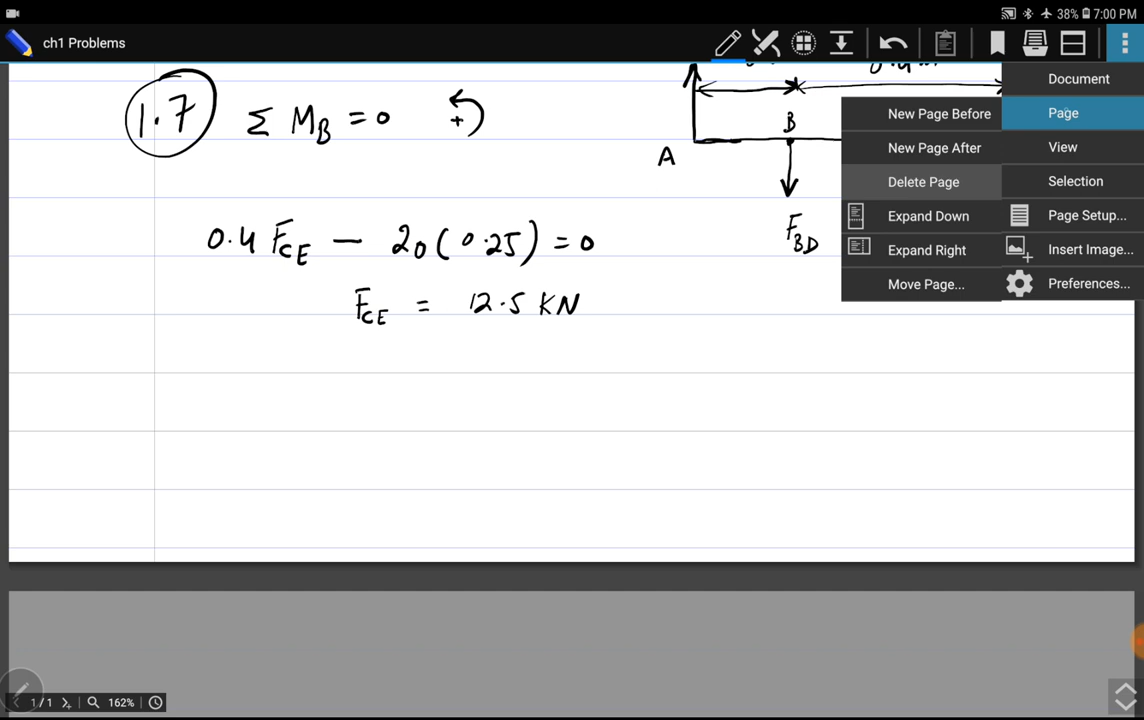 38% 7:00 PM
ch1 Problems
1.7 Σ M_B = 0 +
A
B
F_BD
0.4 F_CE — 20(0.25) = 0
F_CE = 12.5 KN
Document
Page
View
Selection
Page Setup...
Insert Image...
Preferences...
New Page Before
New Page After
Delete Page
Expand Down
Expand Right
Move Page...
1/1 162%